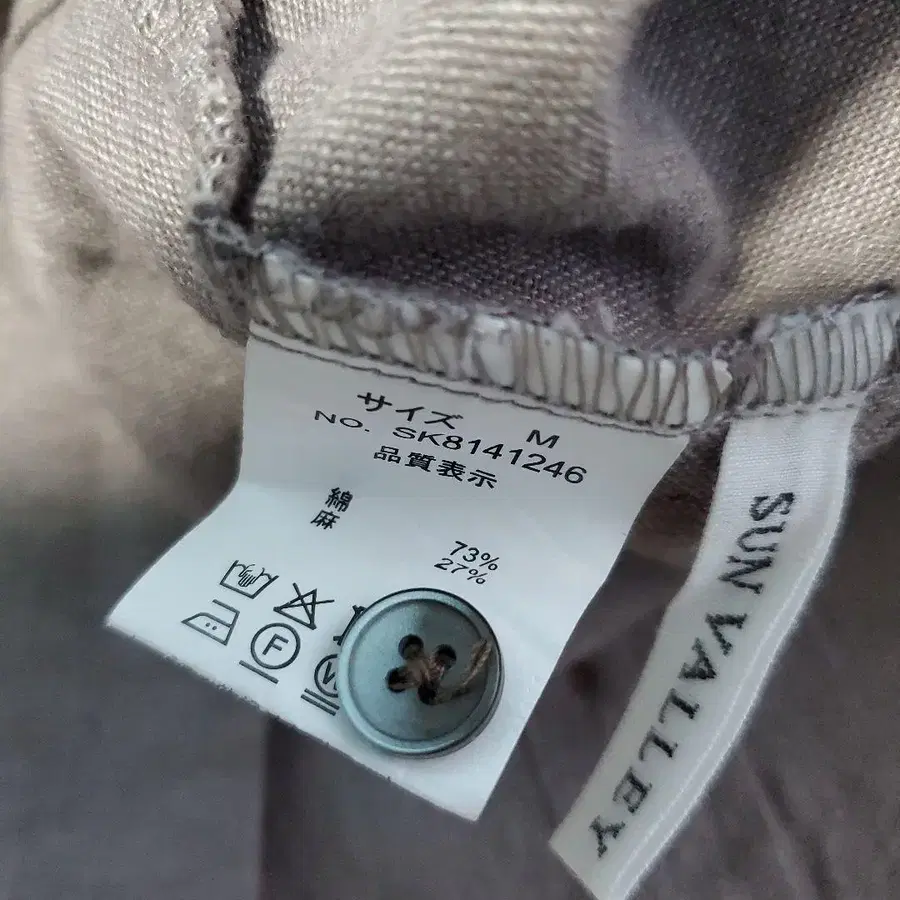 サイズ M
NO. SK8141246
品質表示
綿 73%
麻 27%
F
W
SUN VALLEY